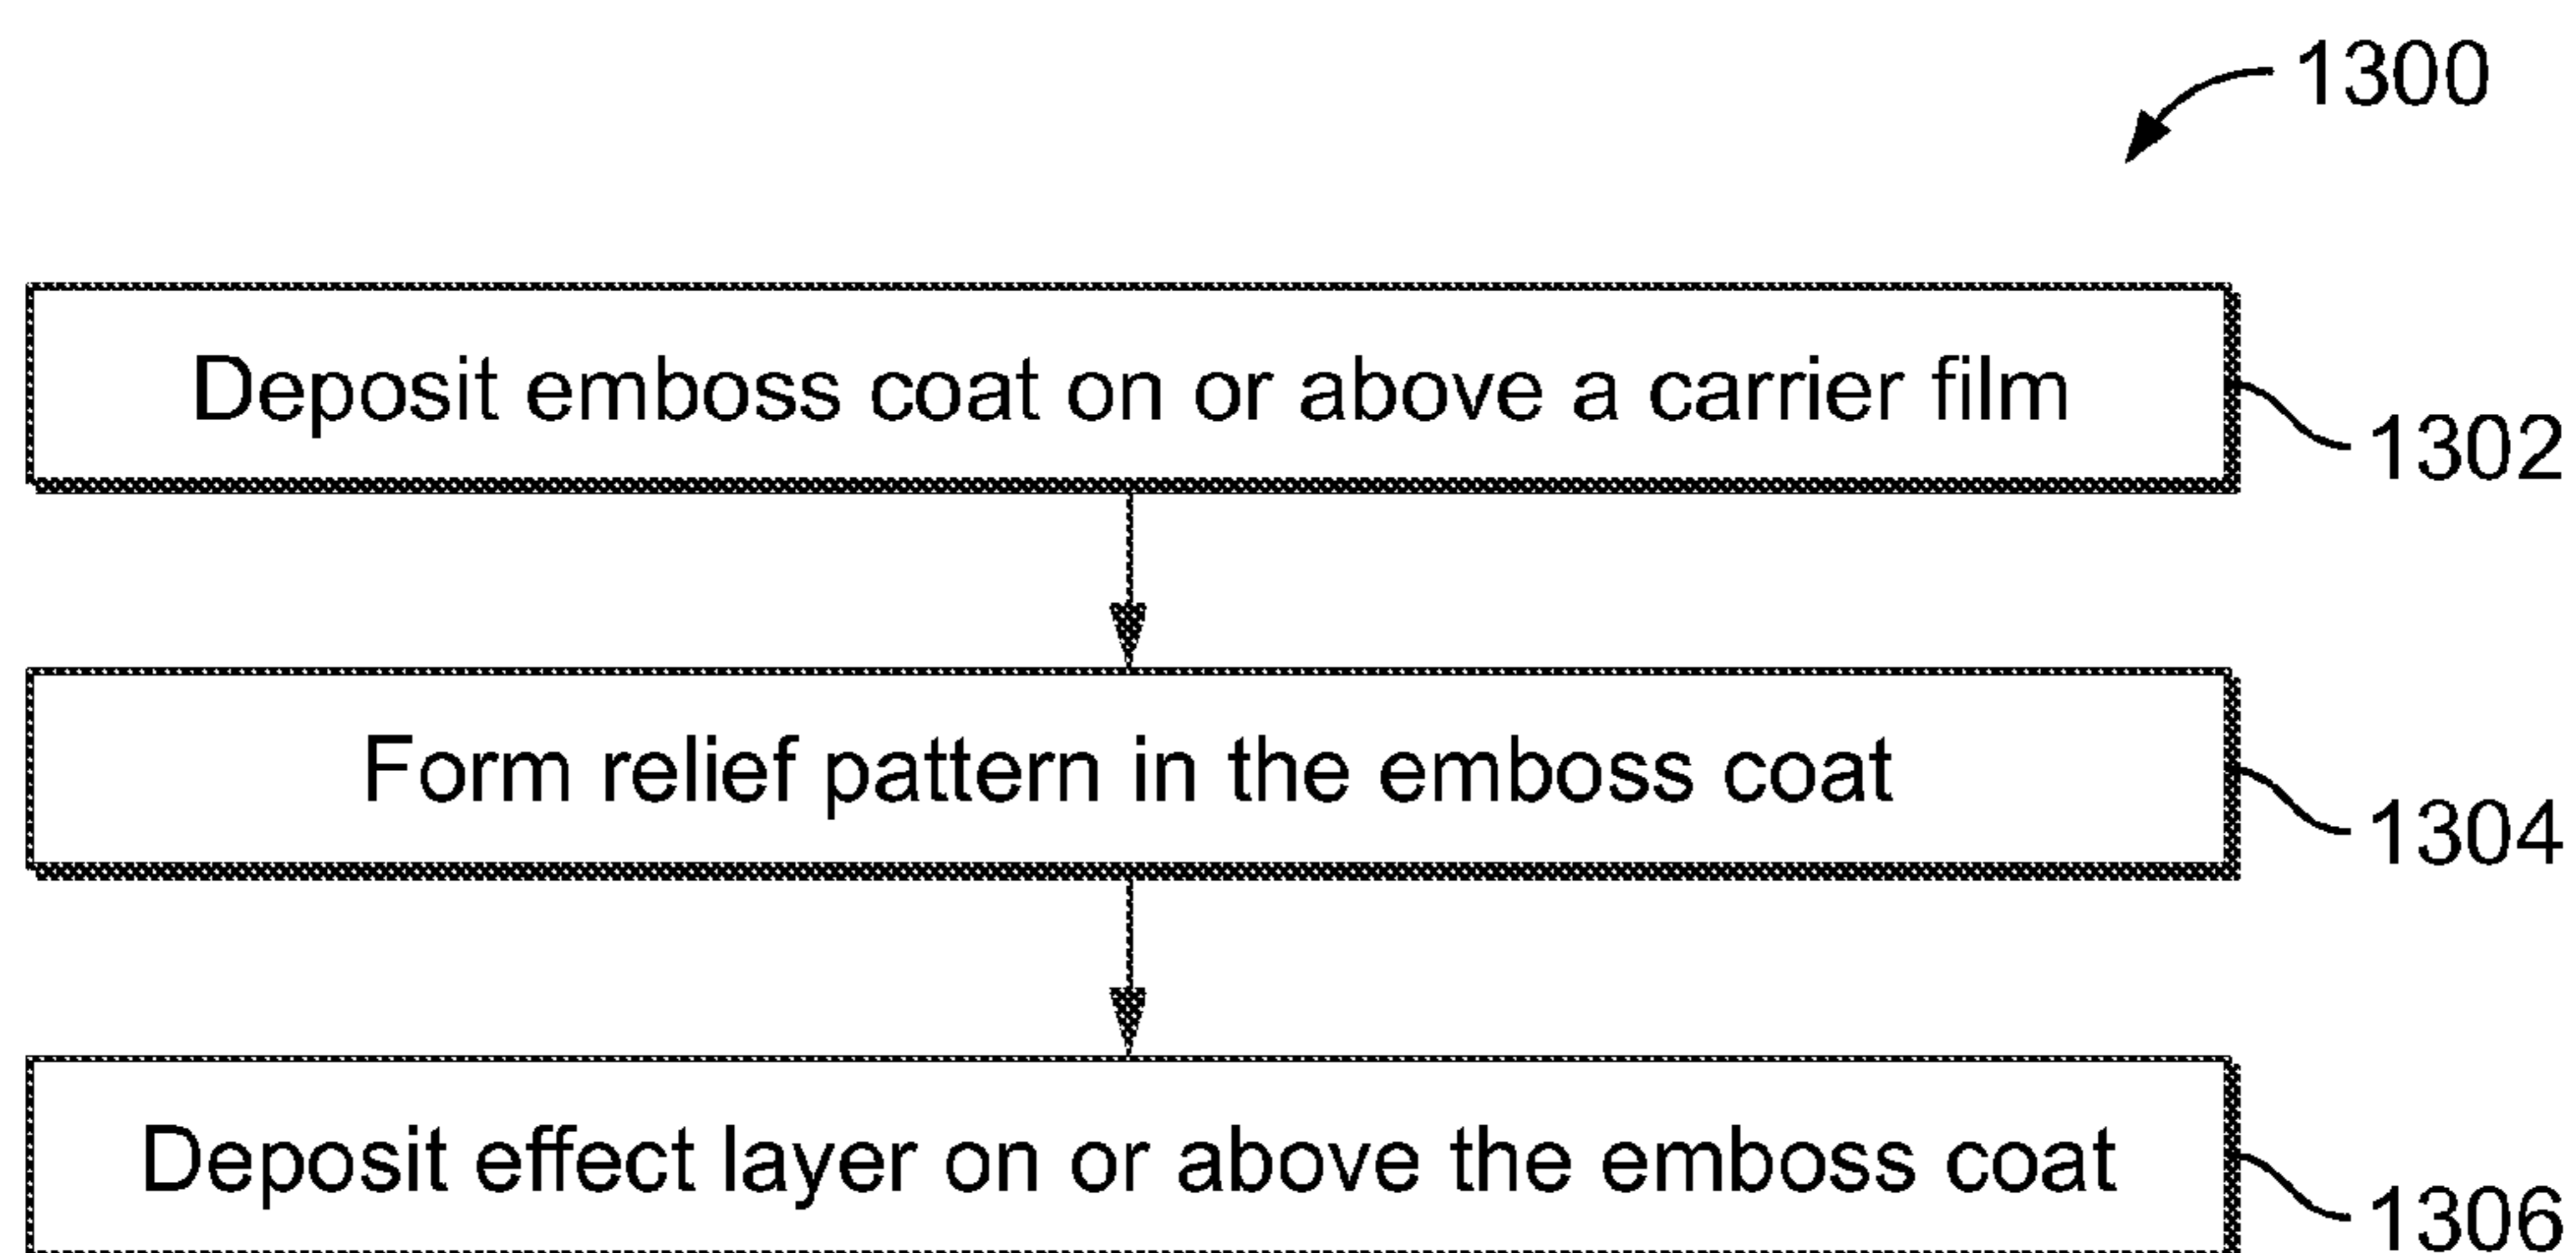 1300
Deposit emboss coat on or above a carrier film
1302
Form relief pattern in the emboss coat
1304
Deposit effect layer on or above the emboss coat
1306